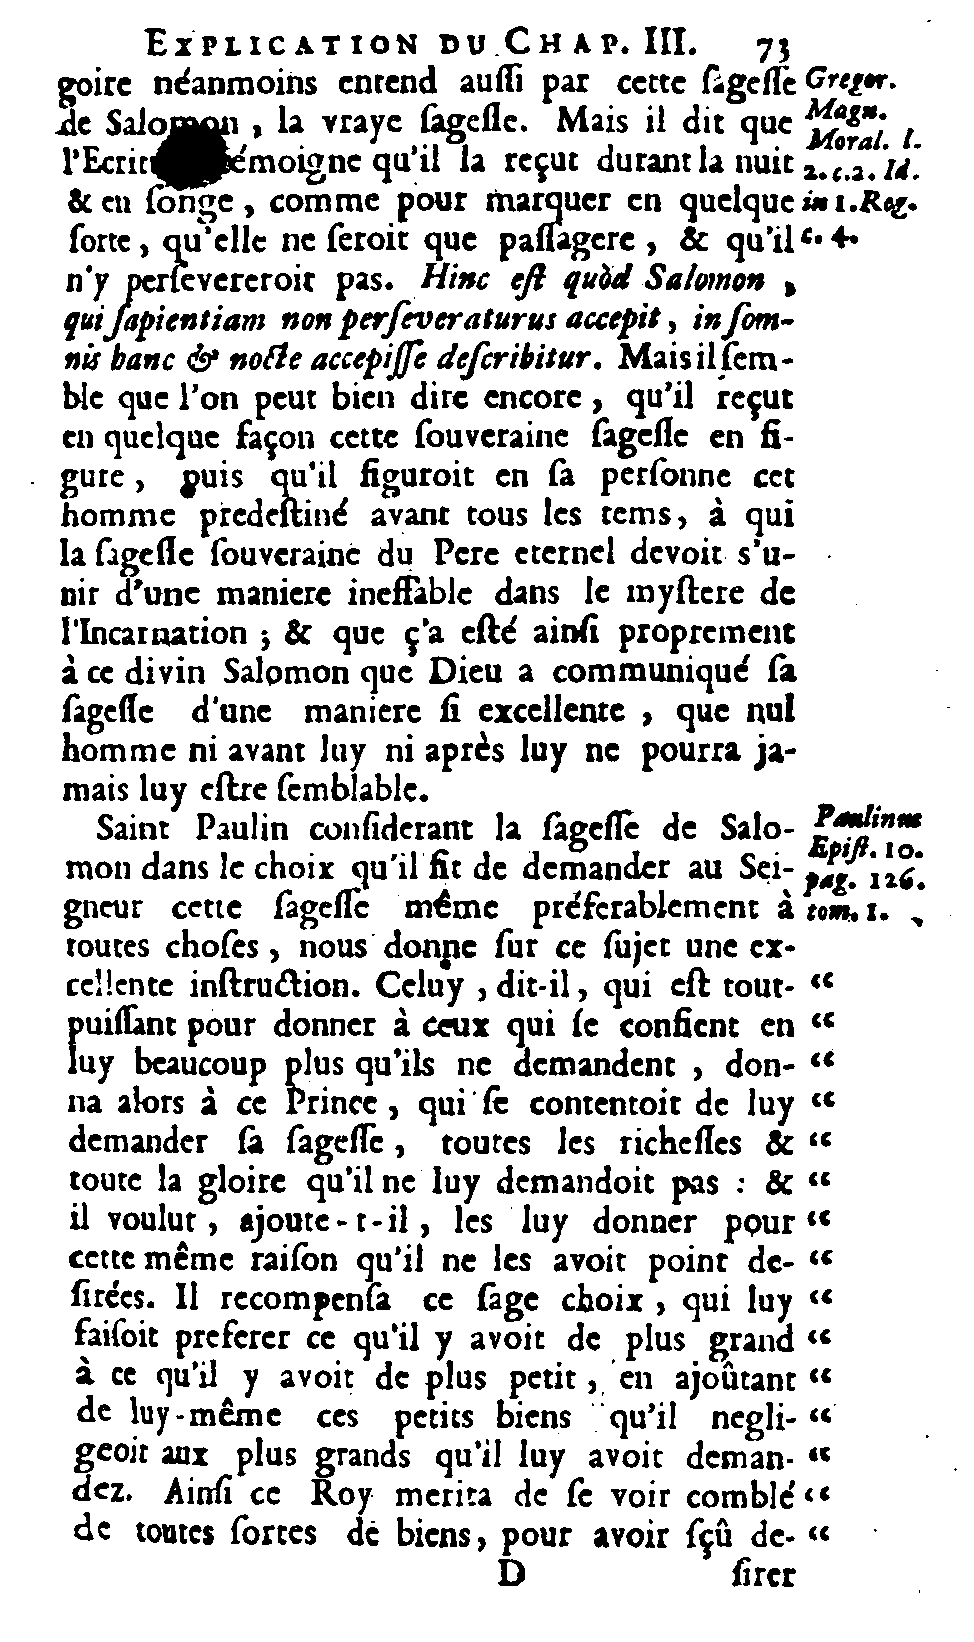 EXPLICATION DU CHAP. III. 73
goire néanmoins entend auſſi par cette ſageſſe
de Salomon, la vraye ſageſſe. Mais il dit que
émoigne qu'il la reçut durant la nuit
& en ſonge, comme pour marquer en quelque
ſorte, qu'elle ne ſeroit que paſſagere, & qu'il
n'y perſevereroit pas. Hinc eſt quòd Salomon,
qui ſapientiam non perſeveraturus accepit, in ſom-
nis hanc & nocte accepiſſe deſcribitur. Mais il ſem-
ble que l'on peut bien dire encore, qu'il reçut
en quelque façon cette ſouveraine ſageſſe en fi-
gure, puis qu'il figuroit en ſa perſonne cet
homme predeſtiné avant tous les tems, à qui
la ſageſſe ſouveraine du Pere eternel devoit s'u-
nir d'une maniere ineffable dans le myſtere de
l'Incarnation; & que ç'a eſté ainſi proprement
à ce divin Salomon que Dieu a communiqué ſa
ſageſſe d'une maniere ſi excellente, que nul
homme ni avant luy ni après luy ne pourra ja-
mais luy eſtre ſemblable.
Saint Paulin conſiderant la ſageſſe de Salo-
mon dans le choix qu'il fit de demander au Sei-
gneur cette ſageſſe même préferablement à
toutes choſes, nous donne ſur ce ſujet une ex-
cellente inſtruction. Celuy, dit-il, qui eſt tout- “
puiſſant pour donner à ceux qui ſe confient en “
luy beaucoup plus qu'ils ne demandent, don- “
na alors à ce Prince, qui ſe contentoit de luy “
demander ſa ſageſſe, toutes les richeſſes & “
toute la gloire qu'il ne luy demandoit pas : & “
il voulut, ajoute-t-il, les luy donner pour “
cette même raiſon qu'il ne les avoit point de- “
ſirées. Il recompenſa ce ſage choix, qui luy “
faiſoit preferer ce qu'il y avoit de plus grand “
à ce qu'il y avoit de plus petit, en ajoûtant “
de luy-même ces petits biens qu'il negli- “
geoit aux plus grands qu'il luy avoit deman- “
dez. Ainſi ce Roy merita de ſe voir comblé “
de toutes ſortes de biens, pour avoir ſçû de- “
D ſirer
Gregor.
Magn.
Moral. l.
2. c.2. Id.
in 1. Reg.
c. 4.
Paulinus
Epiſt. 10.
pag. 126.
tom. 1.